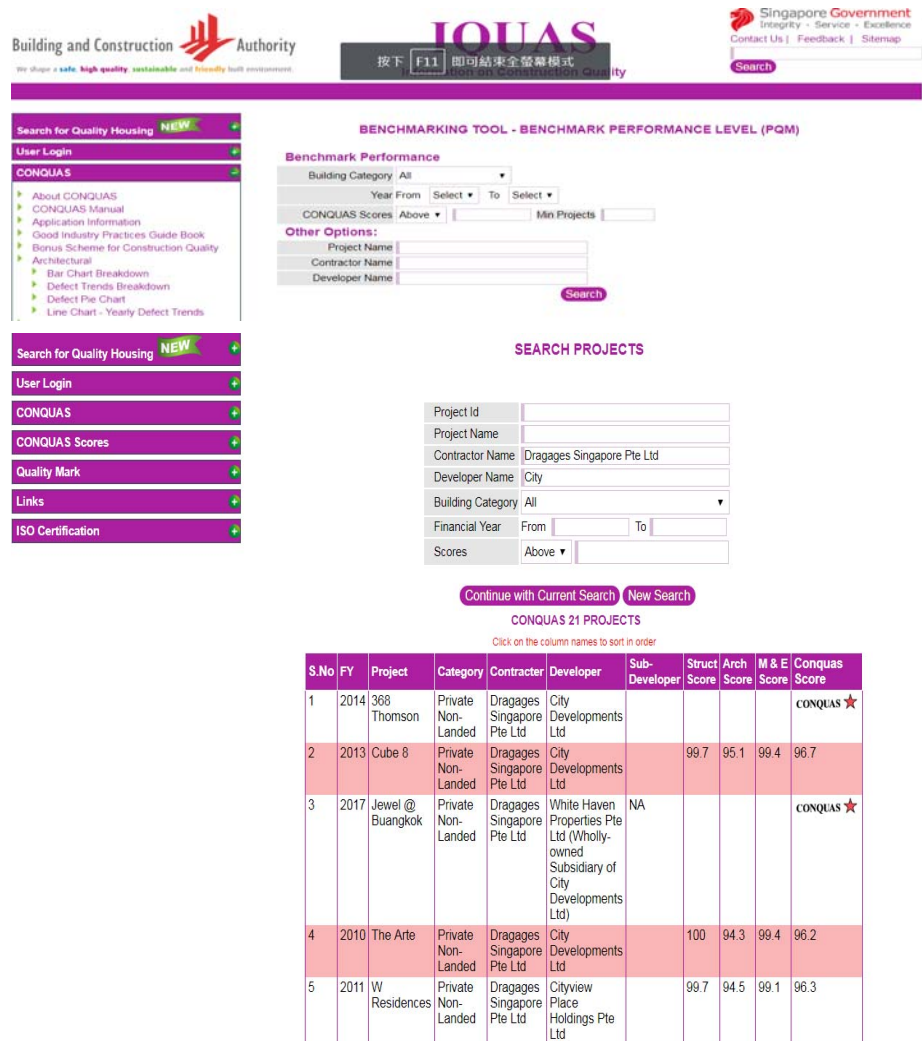 Building and Construction Authority
We shape a safe, high quality, sustainable and friendly built environment.
IQUAS
Information on Construction Quality
按下 F11 即可結束全螢幕模式
Singapore Government
Integrity · Service · Excellence
Contact Us | Feedback | Sitemap
Search
Search for Quality Housing NEW
User Login
CONQUAS
About CONQUAS
CONQUAS Manual
Application Information
Good Industry Practices Guide Book
Bonus Scheme for Construction Quality
Architectural
Bar Chart Breakdown
Defect Trends Breakdown
Defect Pie Chart
Line Chart - Yearly Defect Trends
BENCHMARKING TOOL - BENCHMARK PERFORMANCE LEVEL (PQM)
Benchmark Performance
Building Category All
Year From Select To Select
CONQUAS Scores Above Min Projects
Other Options:
Project Name
Contractor Name
Developer Name
Search
Search for Quality Housing NEW
User Login
CONQUAS
CONQUAS Scores
Quality Mark
Links
ISO Certification
SEARCH PROJECTS
Project Id
Project Name
Contractor Name Dragages Singapore Pte Ltd
Developer Name City
Building Category All
Financial Year From To
Scores Above
Continue with Current Search New Search
CONQUAS 21 PROJECTS
Click on the column names to sort in order
S.No FY Project Category Contracter Developer Sub-Developer Struct Score Arch Score M & E Score Conquas Score
1 2014 368 Thomson Private Non-Landed Dragages Singapore Pte Ltd City Developments Ltd CONQUAS
2 2013 Cube 8 Private Non-Landed Dragages Singapore Pte Ltd City Developments Ltd 99.7 95.1 99.4 96.7
3 2017 Jewel @ Buangkok Private Non-Landed Dragages Singapore Pte Ltd White Haven Properties Pte Ltd (Wholly-owned Subsidiary of City Developments Ltd) NA CONQUAS
4 2010 The Arte Private Non-Landed Dragages Singapore Pte Ltd City Developments Ltd 100 94.3 99.4 96.2
5 2011 W Residences Private Non-Landed Dragages Singapore Pte Ltd Cityview Place Holdings Pte Ltd 99.7 94.5 99.1 96.3